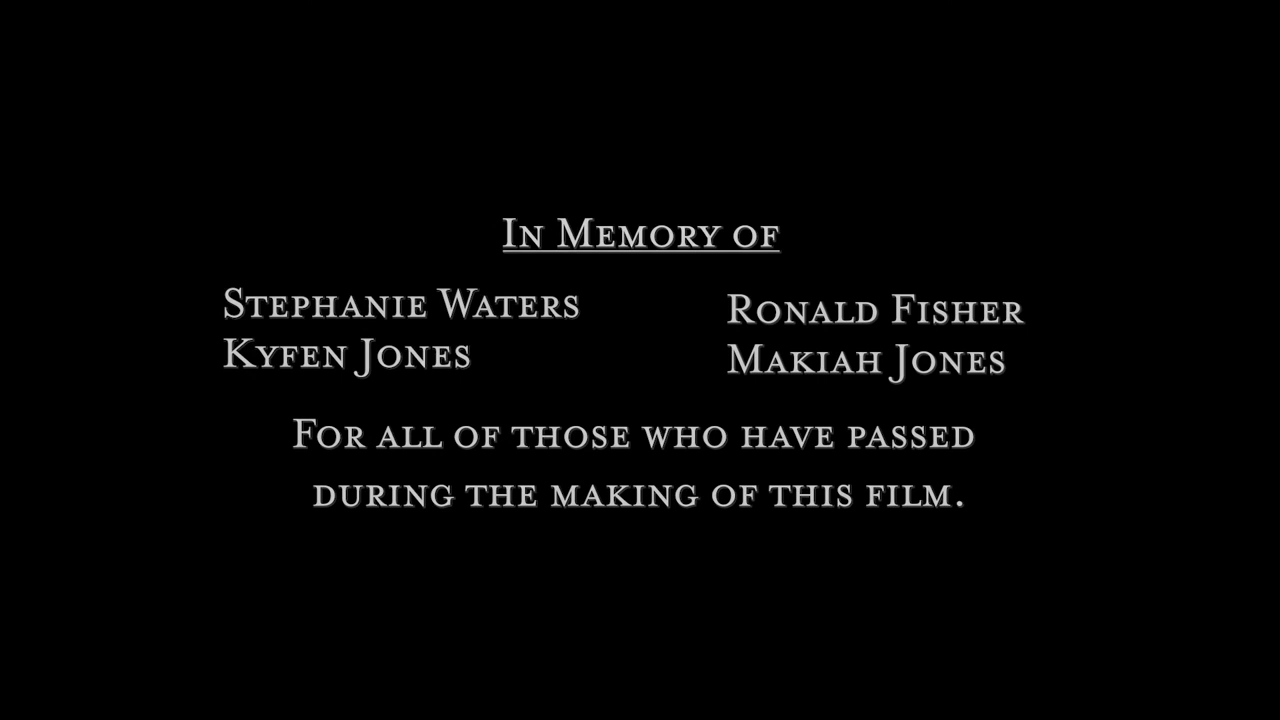 In Memory of
Stephanie Waters
Kyfen Jones
Ronald Fisher
Makiah Jones
For all of those who have passed
during the making of this film.